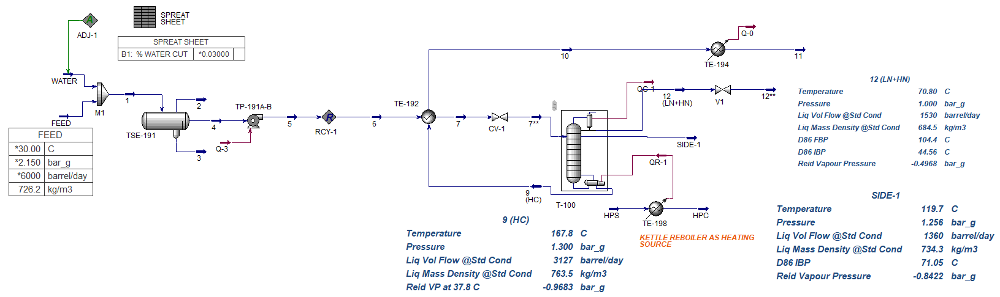 A
ADJ-1
SPREAT
SHEET
SPREAT SHEET
B1: % WATER CUT *0.03000
WATER
FEED
M1
1
FEED
*30.00 C
*2.150 bar_g
*6000 barrel/day
726.2 kg/m3
TSE-191
2
3
4
Q-3
TP-191A-B
5
R
RCY-1
6
TE-192
7
CV-1
7**
10
TE-194
Q-0
11
QC-1
12
(LN+HN)
V1
12**
SIDE-1
QR-1
9
(HC)
T-100
HPS
TE-198
HPC
KETTLE REBOILER AS HEATING
SOURCE
12 (LN+HN)
Temperature 70.80 C
Pressure 1.000 bar_g
Liq Vol Flow @Std Cond 1530 barrel/day
Liq Mass Density @Std Cond 684.5 kg/m3
D86 FBP 104.4 C
D86 IBP 44.56 C
Reid Vapour Pressure -0.4968 bar_g
SIDE-1
Temperature 119.7 C
Pressure 1.256 bar_g
Liq Vol Flow @Std Cond 1360 barrel/day
Liq Mass Density @Std Cond 734.3 kg/m3
D86 IBP 71.05 C
Reid Vapour Pressure -0.8422 bar_g
9 (HC)
Temperature 167.8 C
Pressure 1.300 bar_g
Liq Vol Flow @Std Cond 3127 barrel/day
Liq Mass Density @Std Cond 763.5 kg/m3
Reid VP at 37.8 C -0.9683 bar_g